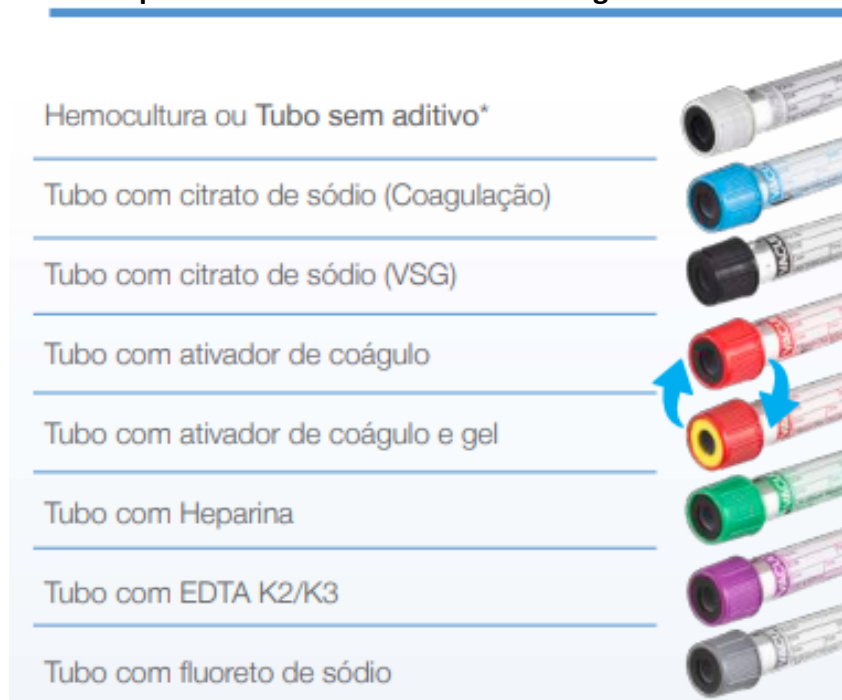 Hemocultura ou Tubo sem aditivo*
Tubo com citrato de sódio (Coagulação)
Tubo com citrato de sódio (VSG)
Tubo com ativador de coágulo
Tubo com ativador de coágulo e gel
Tubo com Heparina
Tubo com EDTA K2/K3
Tubo com fluoreto de sódio